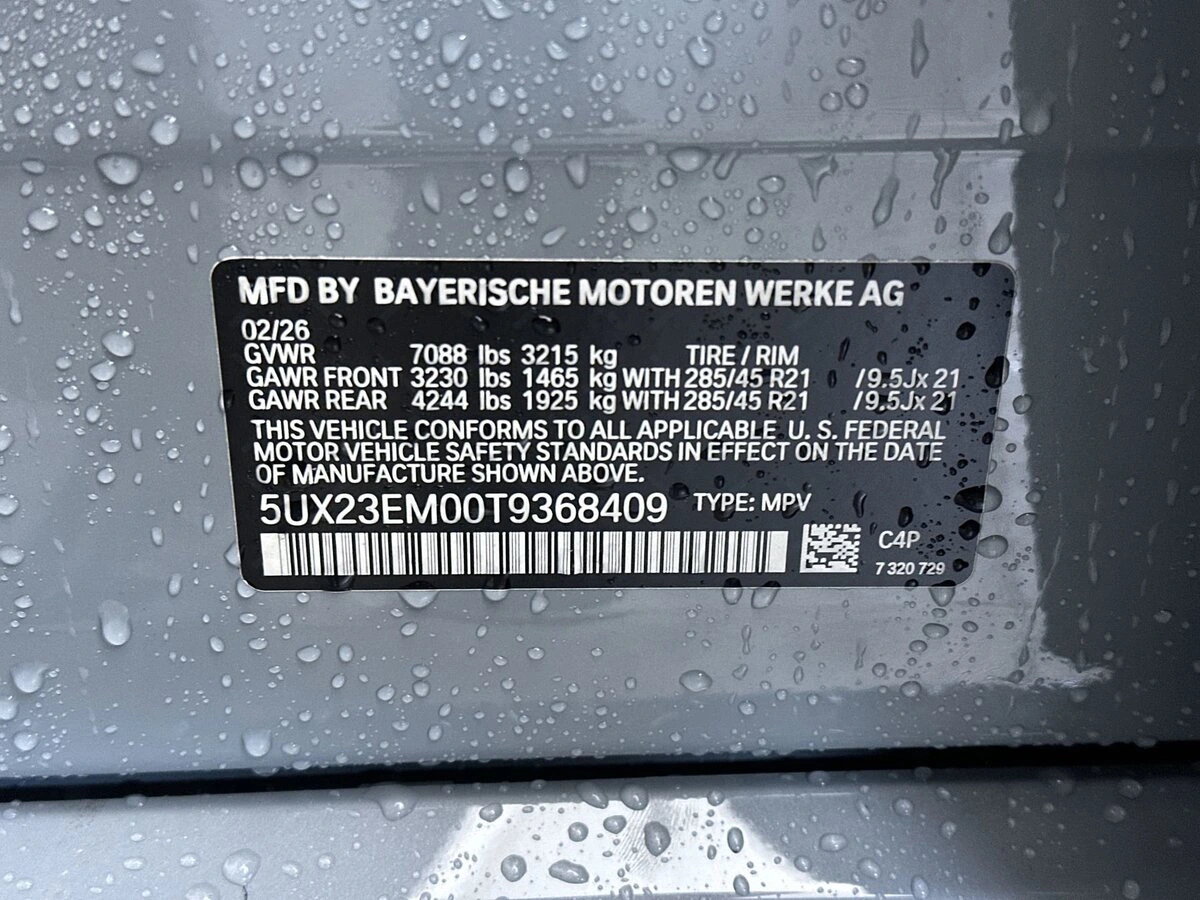 MFD BY BAYERISCHE MOTOREN WERKE AG
02/26
GVWR 7088 lbs 3215 kg TIRE / RIM
GAWR FRONT 3230 lbs 1465 kg WITH 285/45 R21 / 9.5Jx 21
GAWR REAR 4244 lbs 1925 kg WITH 285/45 R21 / 9.5Jx 21
THIS VEHICLE CONFORMS TO ALL APPLICABLE U. S. FEDERAL
MOTOR VEHICLE SAFETY STANDARDS IN EFFECT ON THE DATE
OF MANUFACTURE SHOWN ABOVE.
5UX23EM00T9368409 TYPE: MPV
C4P
7 320 729